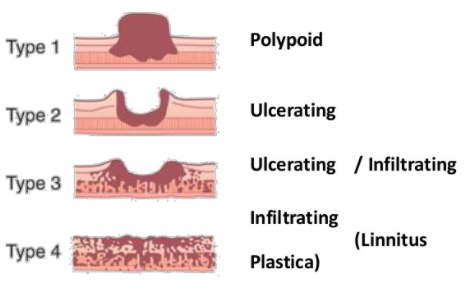 Type 1 Polypoid
Type 2 Ulcerating
Type 3 Ulcerating / Infiltrating
Type 4 Infiltrating (Linnitus
Plastica)